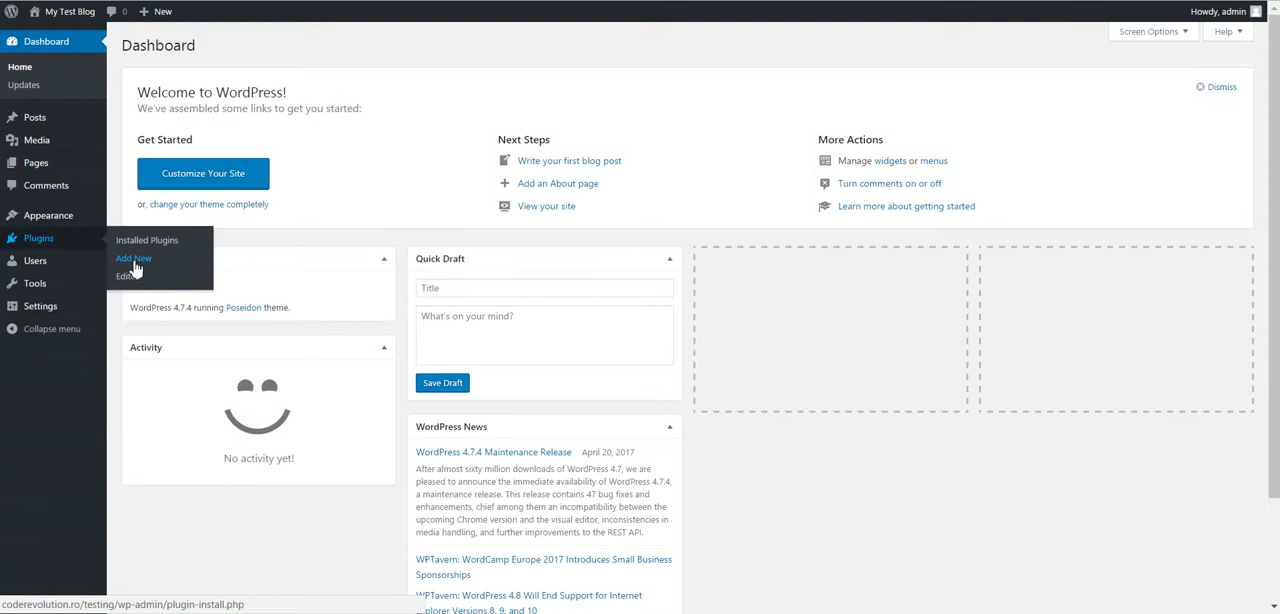 My Test Blog 0 New Howdy, admin
Dashboard
Home
Updates
Posts
Media
Pages
Comments
Appearance
Plugins
Users
Tools
Settings
Collapse menu
Installed Plugins
Add New
Dashboard
Screen Options Help
Welcome to WordPress!
We've assembled some links to get you started:
Dismiss
Get Started
Customize Your Site
or, change your theme completely
Next Steps
Write your first blog post
Add an About page
View your site
More Actions
Manage widgets or menus
Turn comments on or off
Learn more about getting started
WordPress 4.7.4 running Poseidon theme.
Activity
No activity yet!
Quick Draft
Title
What's on your mind?
Save Draft
WordPress News
WordPress 4.7.4 Maintenance Release April 20, 2017
After almost sixty million downloads of WordPress 4.7, we are
pleased to announce the immediate availability of WordPress 4.7.4,
a maintenance release. This release contains 47 bug fixes and
enhancements, chief among them an incompatibility between the
upcoming Chrome version and the visual editor, inconsistencies in
media handling, and further improvements to the REST API.
WPTavern: WordCamp Europe 2017 Introduces Small Business
Sponsorships
WPTavern: WordPress 4.8 Will End Support for Internet
Explorer Versions 8, 9, and 10
coderevolution.ro/testing/wp-admin/plugin-install.php